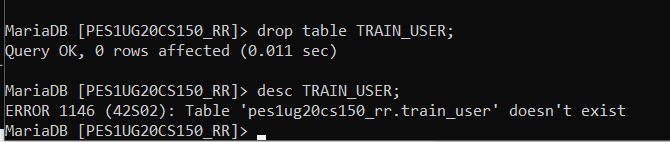 MariaDB [PES1UG20CS150_RR]> drop table TRAIN_USER;
Query OK, 0 rows affected (0.011 sec)
MariaDB [PES1UG20CS150_RR]> desc TRAIN_USER;
ERROR 1146 (42S02): Table 'pes1ug20cs150_rr.train_user' doesn't exist
MariaDB [PES1UG20CS150_RR]>